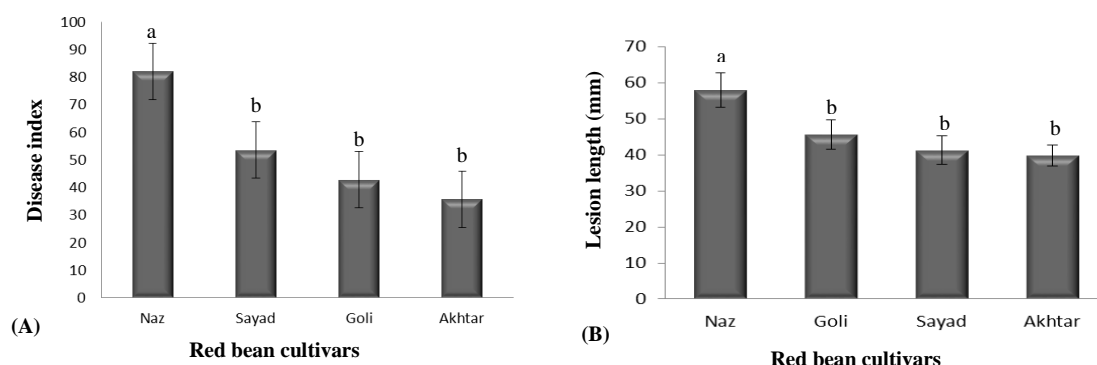 100
90
80
70
60
50
40
30
20
10
0
Disease index
a
b
b
b
Naz Sayad Goli Akhtar
(A)
Red bean cultivars
70
60
50
40
30
20
10
0
Lesion length (mm)
a
b
b
b
Naz Goli Sayad Akhtar
(B)
Red bean cultivars